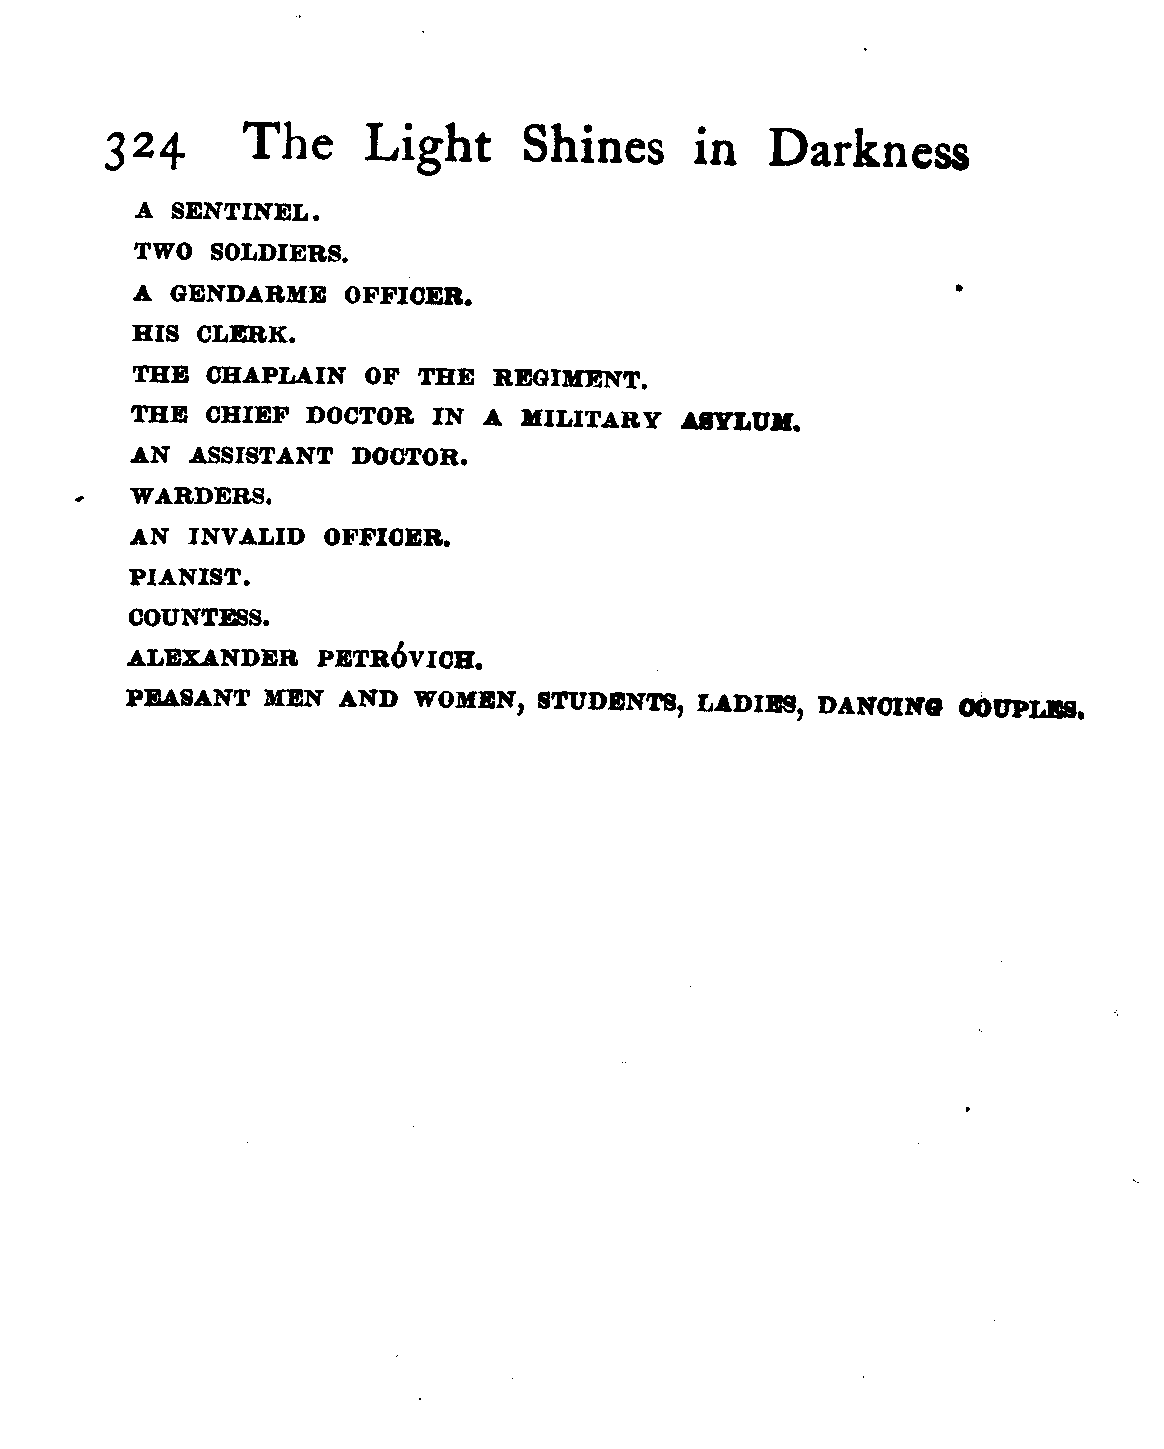 324 The Light Shines in Darkness
A SENTINEL.
TWO SOLDIERS.
A GENDARME OFFICER.
HIS CLERK.
THE CHAPLAIN OF THE REGIMENT.
THE CHIEF DOCTOR IN A MILITARY ASYLUM.
AN ASSISTANT DOCTOR.
WARDERS.
AN INVALID OFFICER.
PIANIST.
COUNTESS.
ALEXANDER PETRÓVICH.
PEASANT MEN AND WOMEN, STUDENTS, LADIES, DANCING COUPLES.